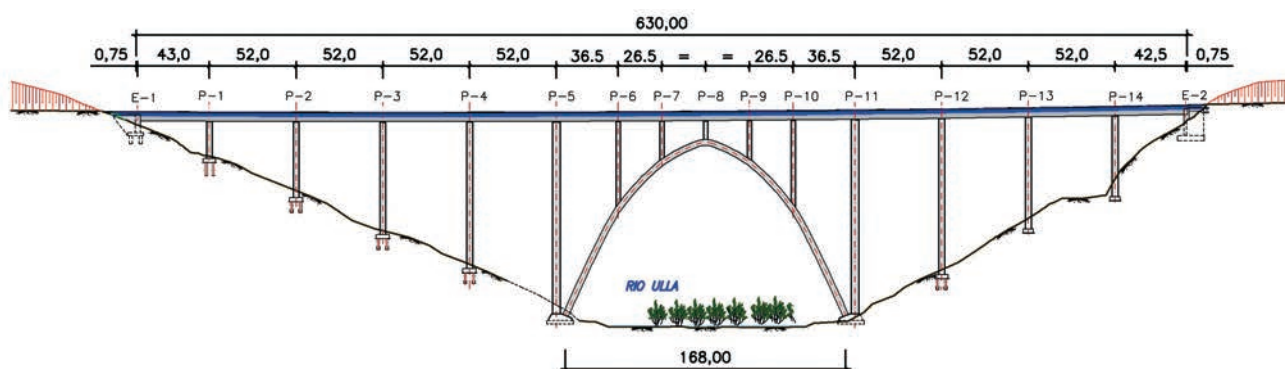 630,00
0,75 43,0 52,0 52,0 52,0 52,0 36.5 26.5 = = 26.5 36.5 52,0 52,0 52,0 42,5 0,75
E-1 P-1 P-2 P-3 P-4 P-5 P-6 P-7 P-8 P-9 P-10 P-11 P-12 P-13 P-14 E-2
RIO ULLA
168,00